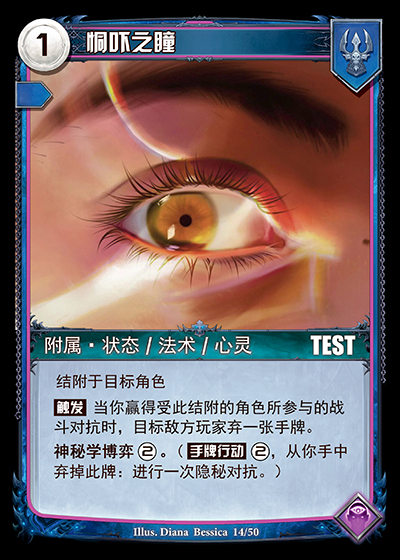 1 恫吓之瞳
附属·状态/法术/心灵 TEST
结附于目标角色
触发 当你赢得受此结附的角色所参与的战
斗对抗时，目标敌方玩家弃一张手牌。
神秘学博弈②。（手牌行动 ②，从你手中
弃掉此牌：进行一次隐秘对抗。）
Illus. Diana Bessica 14/50